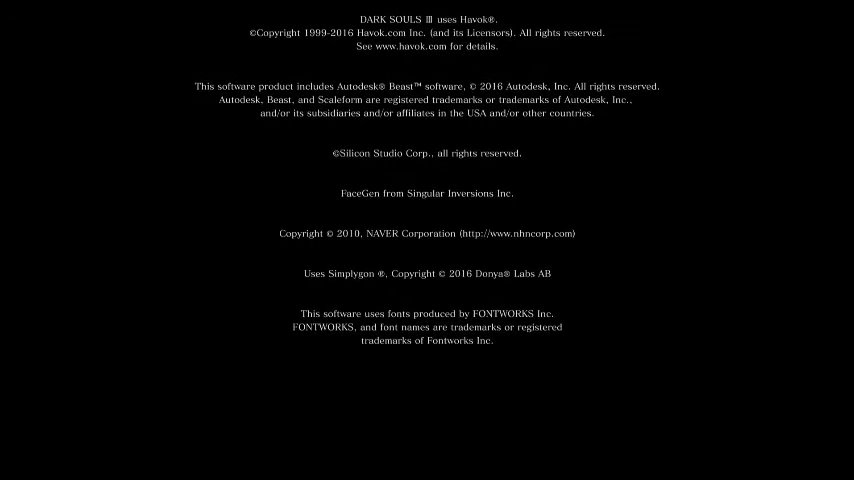 DARK SOULS Ⅲ uses Havok®.
©Copyright 1999-2016 Havok.com Inc. (and its Licensors). All rights reserved.
See www.havok.com for details.
This software product includes Autodesk® Beast™ software, © 2016 Autodesk, Inc. All rights reserved.
Autodesk, Beast, and Scaleform are registered trademarks or trademarks of Autodesk, Inc.,
and/or its subsidiaries and/or affiliates in the USA and/or other countries.
©Silicon Studio Corp., all rights reserved.
FaceGen from Singular Inversions Inc.
Copyright © 2010, NAVER Corporation (http://www.nhncorp.com)
Uses Simplygon ®, Copyright © 2016 Donya® Labs AB
This software uses fonts produced by FONTWORKS Inc.
FONTWORKS, and font names are trademarks or registered
trademarks of Fontworks Inc.